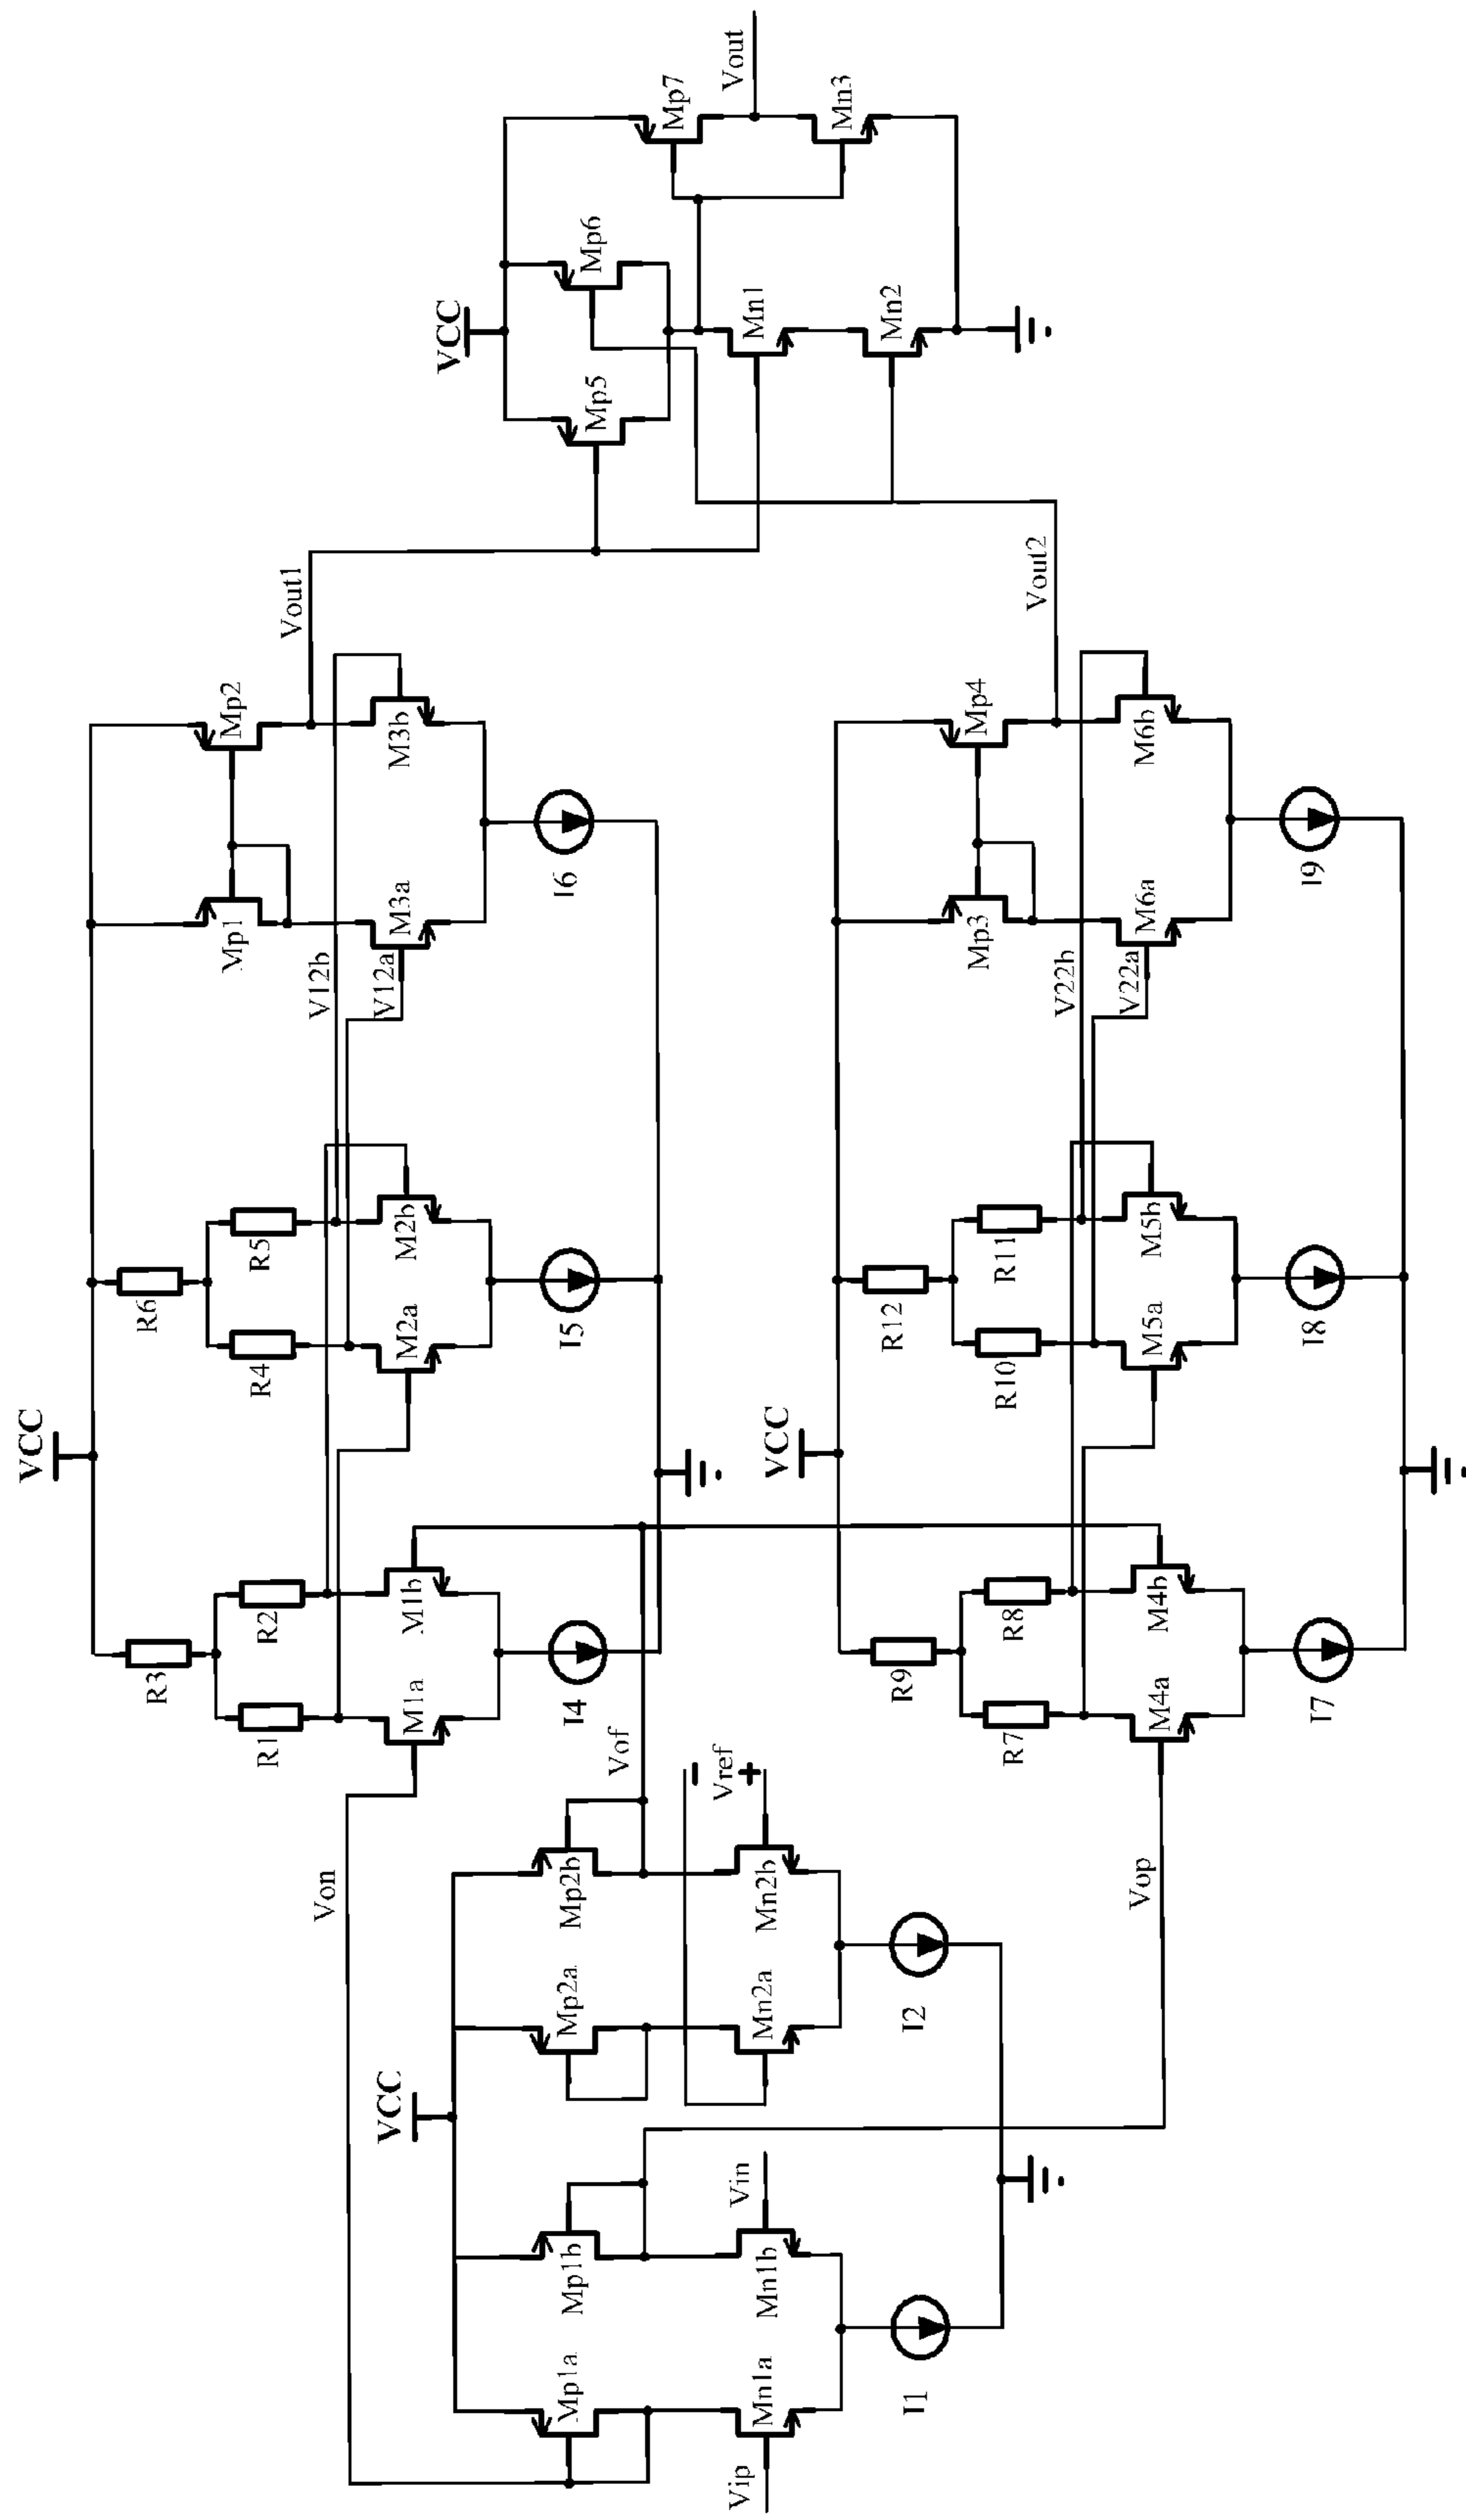 VCC
R3
R1
R2
M1a
M1b
I4
R6
R4
R5
M2a
M2b
I5
V12b
V12a
Mp1
Mp2
M3a
M3b
I6
Vout1
VCC
Mp5
Mp6
Mp7
Mn1
Mn2
Mn3
Vout
Von
VCC
Mp1a
Mp1b
Mp2a
Mp2b
Vof
Vip
Mn1a
Mn1b
Vin
Mn2a
Mn2b
Vref
-
+
I1
I2
Vop
VCC
R9
R7
R8
M4a
M4b
I7
R12
R10
R11
M5a
M5b
I8
V22b
V22a
Mp3
Mp4
M6a
M6b
I9
Vout2